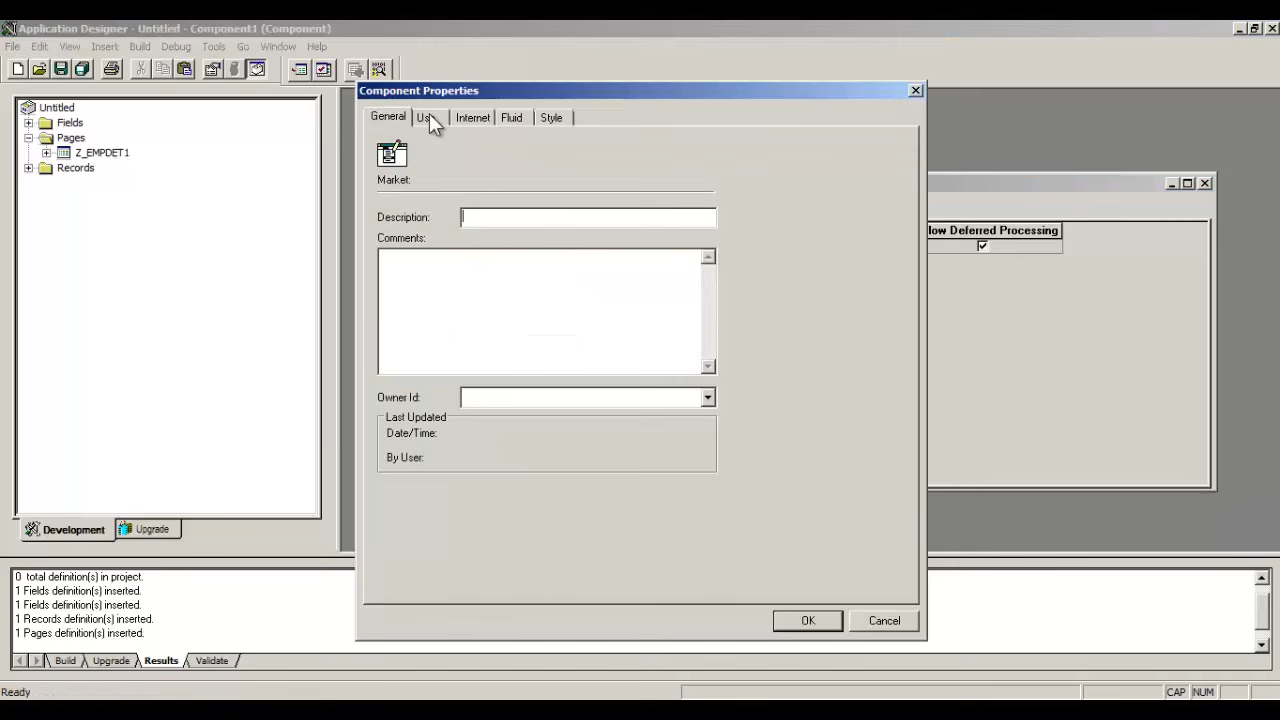 Application Designer - Untitled - Component1 (Component)
File Edit View Insert Build Debug Tools Go Window Help
Untitled
Fields
Pages
Z_EMPDET1
Records
Development Upgrade
Component Properties
General Internet Fluid Style
Market:
Description:
Comments:
Owner Id:
Last Updated
Date/Time:
By User:
OK Cancel
Deferred Processing
0 total definition(s) in project.
1 Fields definition(s) inserted.
1 Fields definition(s) inserted.
1 Records definition(s) inserted.
1 Pages definition(s) inserted.
Build Upgrade Results Validate
Ready CAP NUM